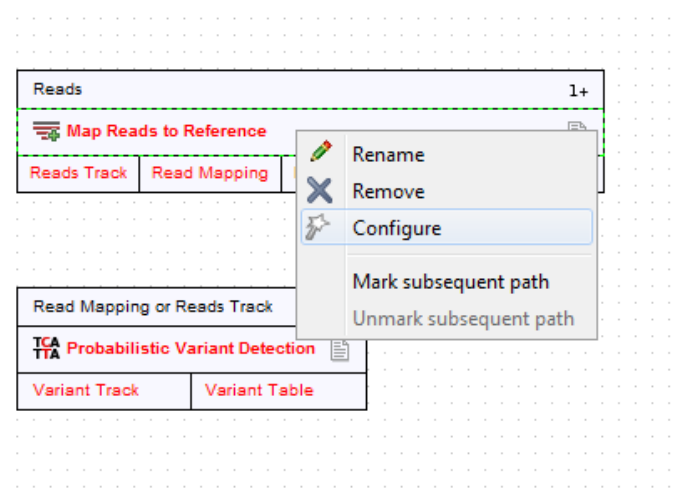 Reads 1+
Map Reads to Reference
Rename
Reads Track Read Mapping
Remove
Configure
Mark subsequent path
Read Mapping or Reads Track
Unmark subsequent path
TCA
TTA Probabilistic Variant Detection
Variant Track Variant Table